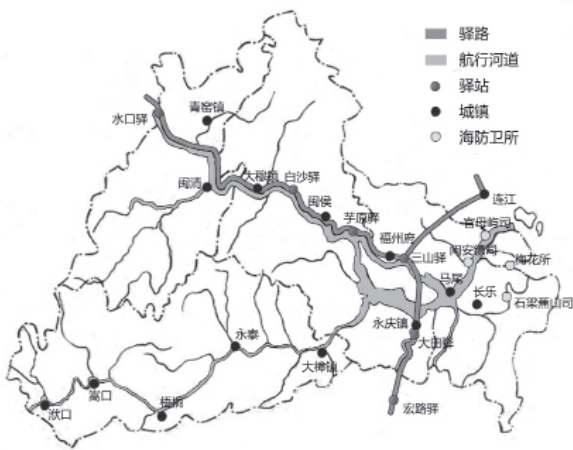 驿路
航行河道
驿站
城镇
海防卫所
水口驿
青窑镇
闽清
大穆镇
白沙驿
闽侯
芋原驿
福州府
三山驿
连江
官母屿司
闽安镇司
梅花所
马尾
长乐
石梁蕉山司
永庆镇
大田驿
宏路驿
永泰
大樟镇
嵩口
梧桐
洑口